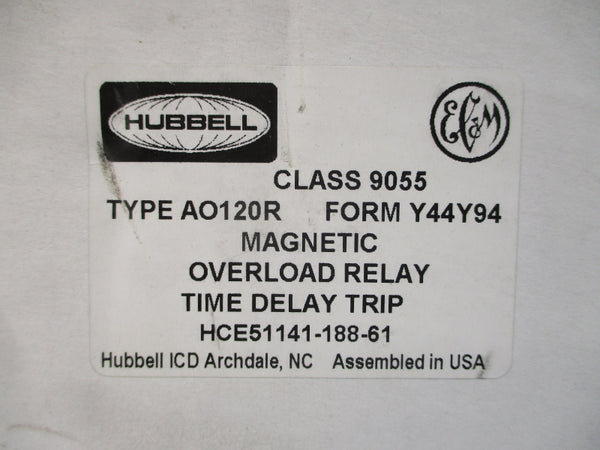 HUBBELL EC&M
CLASS 9055
TYPE AO120R FORM Y44Y94
MAGNETIC
OVERLOAD RELAY
TIME DELAY TRIP
HCE51141-188-61
Hubbell ICD Archdale, NC Assembled in USA